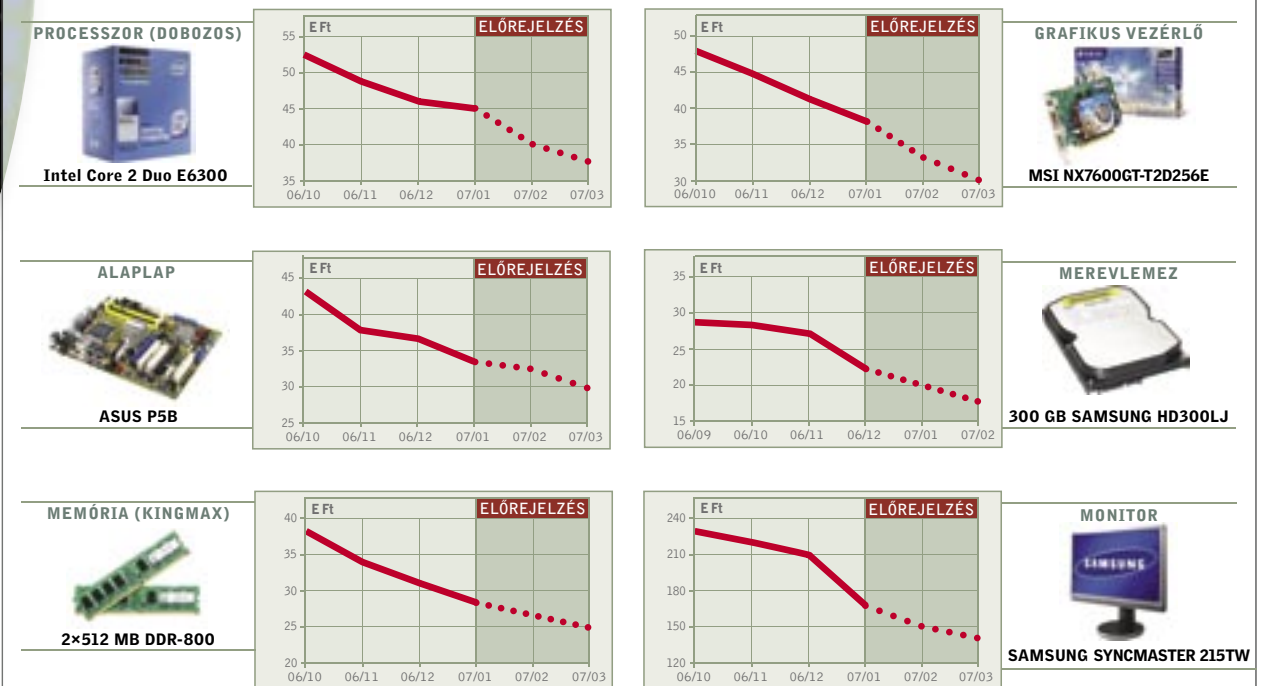 PROCESSZOR (DOBOZOS)
Intel Core 2 Duo E6300
E Ft
ELŐREJELZÉS
55
50
45
40
35
06/10 06/11 06/12 07/01 07/02 07/03
E Ft
ELŐREJELZÉS
50
45
40
35
30
06/010 06/11 06/12 07/01 07/02 07/03
GRAFIKUS VEZÉRLŐ
MSI NX7600GT-T2D256E
ALAPLAP
ASUS P5B
E Ft
ELŐREJELZÉS
45
40
35
30
25
06/10 06/11 06/12 07/01 07/02 07/03
E Ft
ELŐREJELZÉS
35
30
25
20
15
06/09 06/10 06/11 06/12 07/01 07/02
MEREVLEMEZ
300 GB SAMSUNG HD300LJ
MEMÓRIA (KINGMAX)
2×512 MB DDR-800
E Ft
ELŐREJELZÉS
40
35
30
25
20
06/10 06/11 06/12 07/01 07/02 07/03
E Ft
ELŐREJELZÉS
240
210
180
150
120
06/10 06/11 06/12 07/01 07/02 07/03
MONITOR
SAMSUNG
SAMSUNG SYNCMASTER 215TW